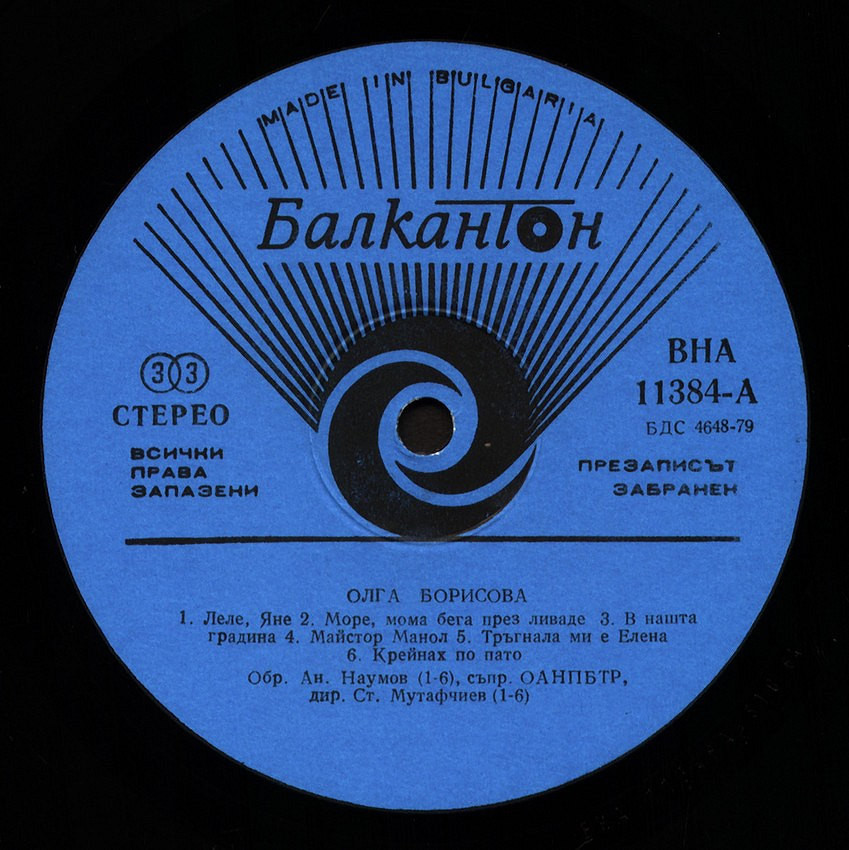 MADE IN BULGARIA
Балкантон
33
СТЕРЕО
ВСИЧКИ
ПРАВА
ЗАПАЗЕНИ
ВНА
11384-А
БДС 4648-79
ПРЕЗАПИСЪТ
ЗАБРАНЕН
ОЛГА БОРИСОВА
1. Леле, Яне 2. Море, мома бега през ливаде 3. В нашта
градина 4. Майстор Манол 5. Тръгнала ми е Елена
6. Крейнах по пато
Обр. Ан. Наумов (1-6), съпр. ОАНПБТР,
дир. Ст. Мутафчиев (1-6)